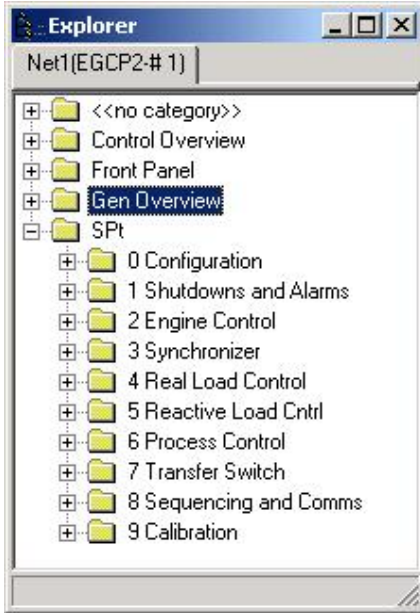 Explorer
Net1(EGCP2-# 1)
<<no category>>
Control Overview
Front Panel
Gen Overview
SPt
0 Configuration
1 Shutdowns and Alarms
2 Engine Control
3 Synchronizer
4 Real Load Control
5 Reactive Load Cntrl
6 Process Control
7 Transfer Switch
8 Sequencing and Comms
9 Calibration